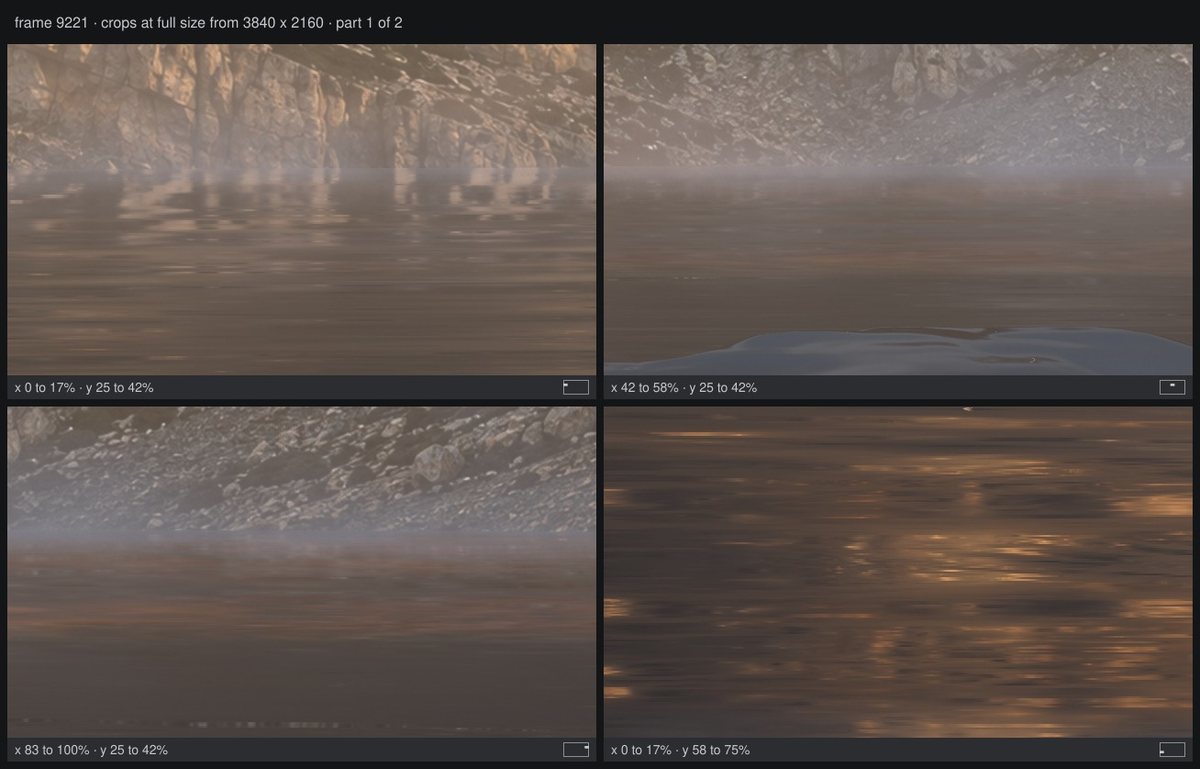 frame 9221 · crops at full size from 3840 x 2160 · part 1 of 2
x 0 to 17% · y 25 to 42%
x 42 to 58% · y 25 to 42%
x 83 to 100% · y 25 to 42%
x 0 to 17% · y 58 to 75%